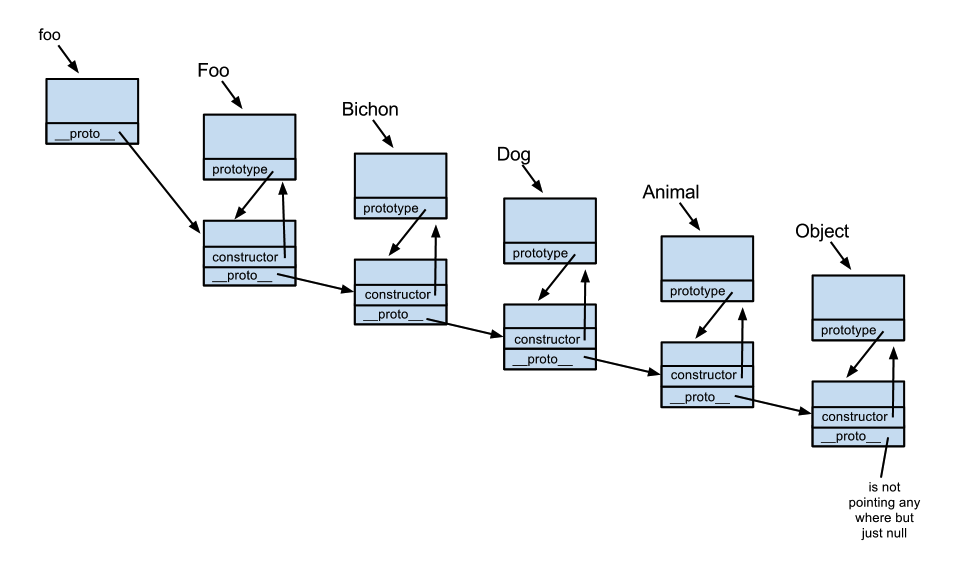 foo
__proto__
Foo
prototype
constructor
__proto__
Bichon
prototype
constructor
__proto__
Dog
prototype
constructor
__proto__
Animal
prototype
constructor
__proto__
Object
prototype
constructor
__proto__
is not
pointing any
where but
just null